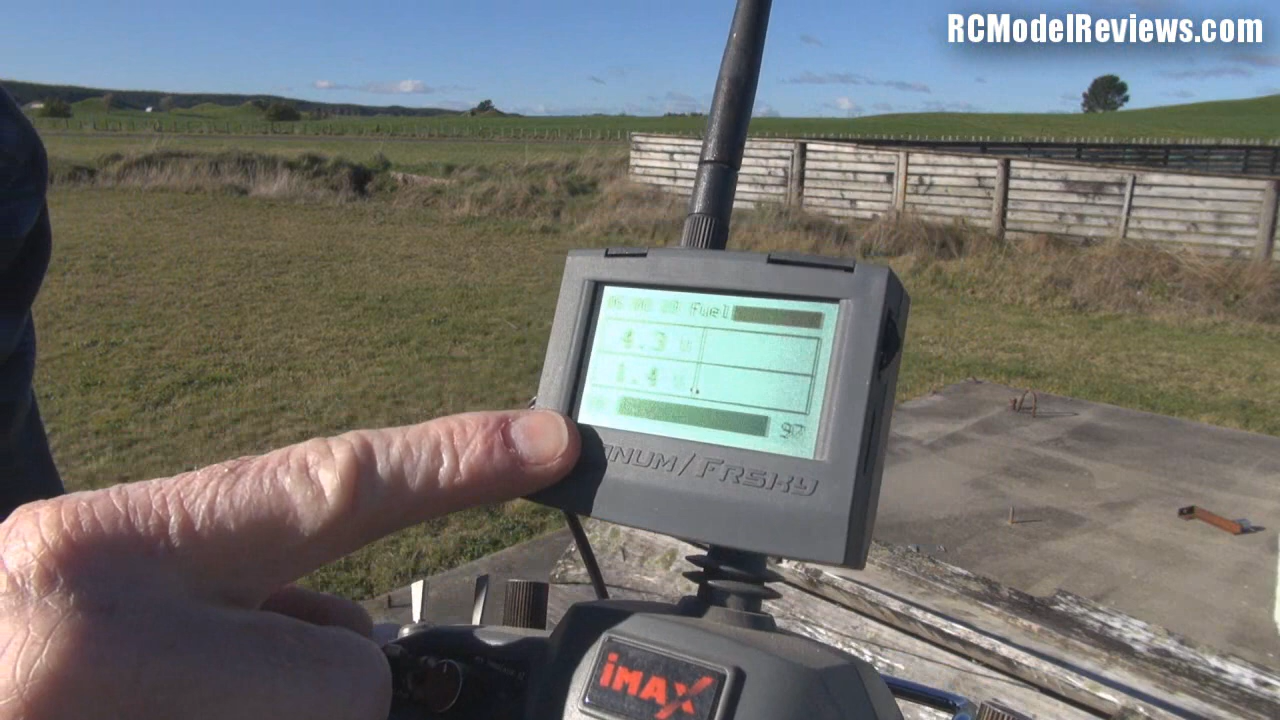 RCModelReviews.com
Fuel
4.3 v
1.4 v
97
NUM/FRSKY
iMAX